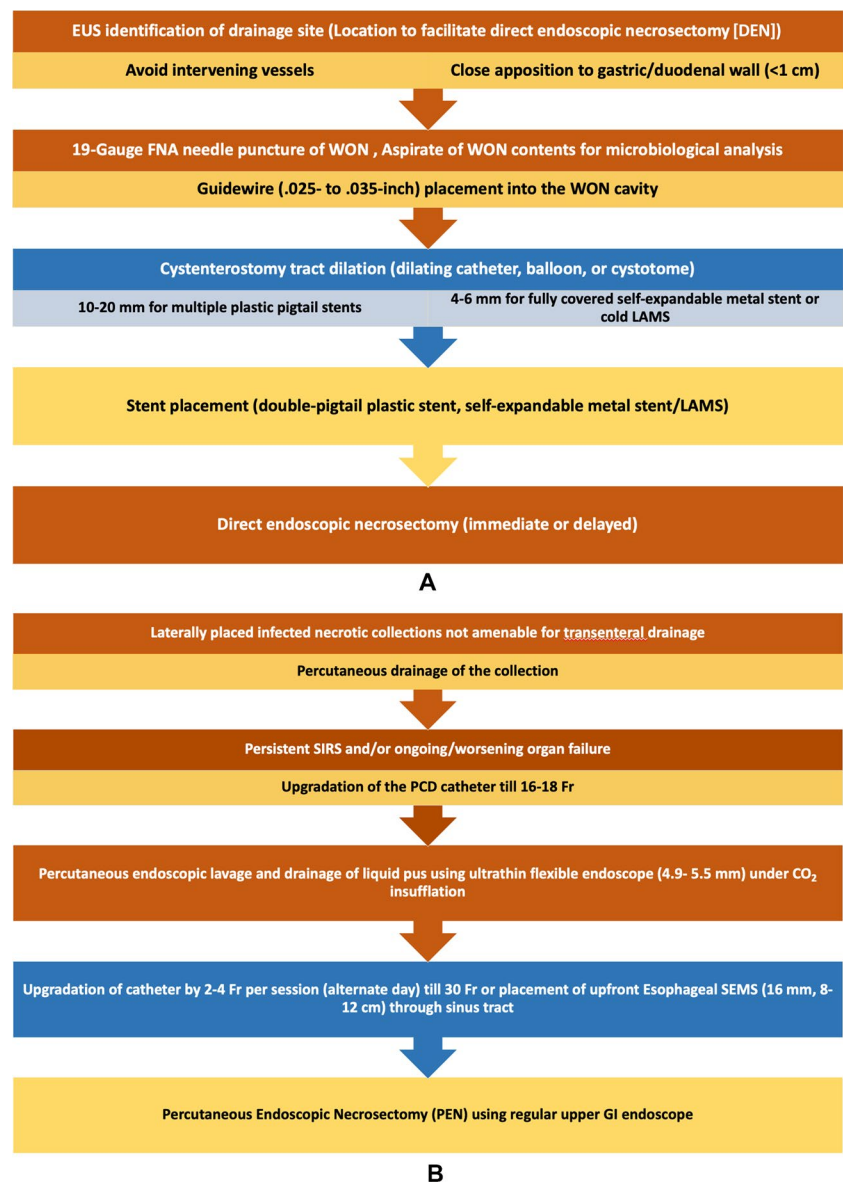 EUS identification of drainage site (Location to facilitate direct endoscopic necrosectomy [DEN])
Avoid intervening vessels
Close apposition to gastric/duodenal wall (<1 cm)
19-Gauge FNA needle puncture of WON , Aspirate of WON contents for microbiological analysis
Guidewire (.025- to .035-inch) placement into the WON cavity
Cystenterostomy tract dilation (dilating catheter, balloon, or cystotome)
10-20 mm for multiple plastic pigtail stents
4-6 mm for fully covered self-expandable metal stent or
cold LAMS
Stent placement (double-pigtail plastic stent, self-expandable metal stent/LAMS)
Direct endoscopic necrosectomy (immediate or delayed)
A
Laterally placed infected necrotic collections not amenable for transenteral drainage
Percutaneous drainage of the collection
Persistent SIRS and/or ongoing/worsening organ failure
Upgradation of the PCD catheter till 16-18 Fr
Percutaneous endoscopic lavage and drainage of liquid pus using ultrathin flexible endoscope (4.9- 5.5 mm) under CO₂
insufflation
Upgradation of catheter by 2-4 Fr per session (alternate day) till 30 Fr or placement of upfront Esophageal SEMS (16 mm, 8-
12 cm) through sinus tract
Percutaneous Endoscopic Necrosectomy (PEN) using regular upper GI endoscope
B